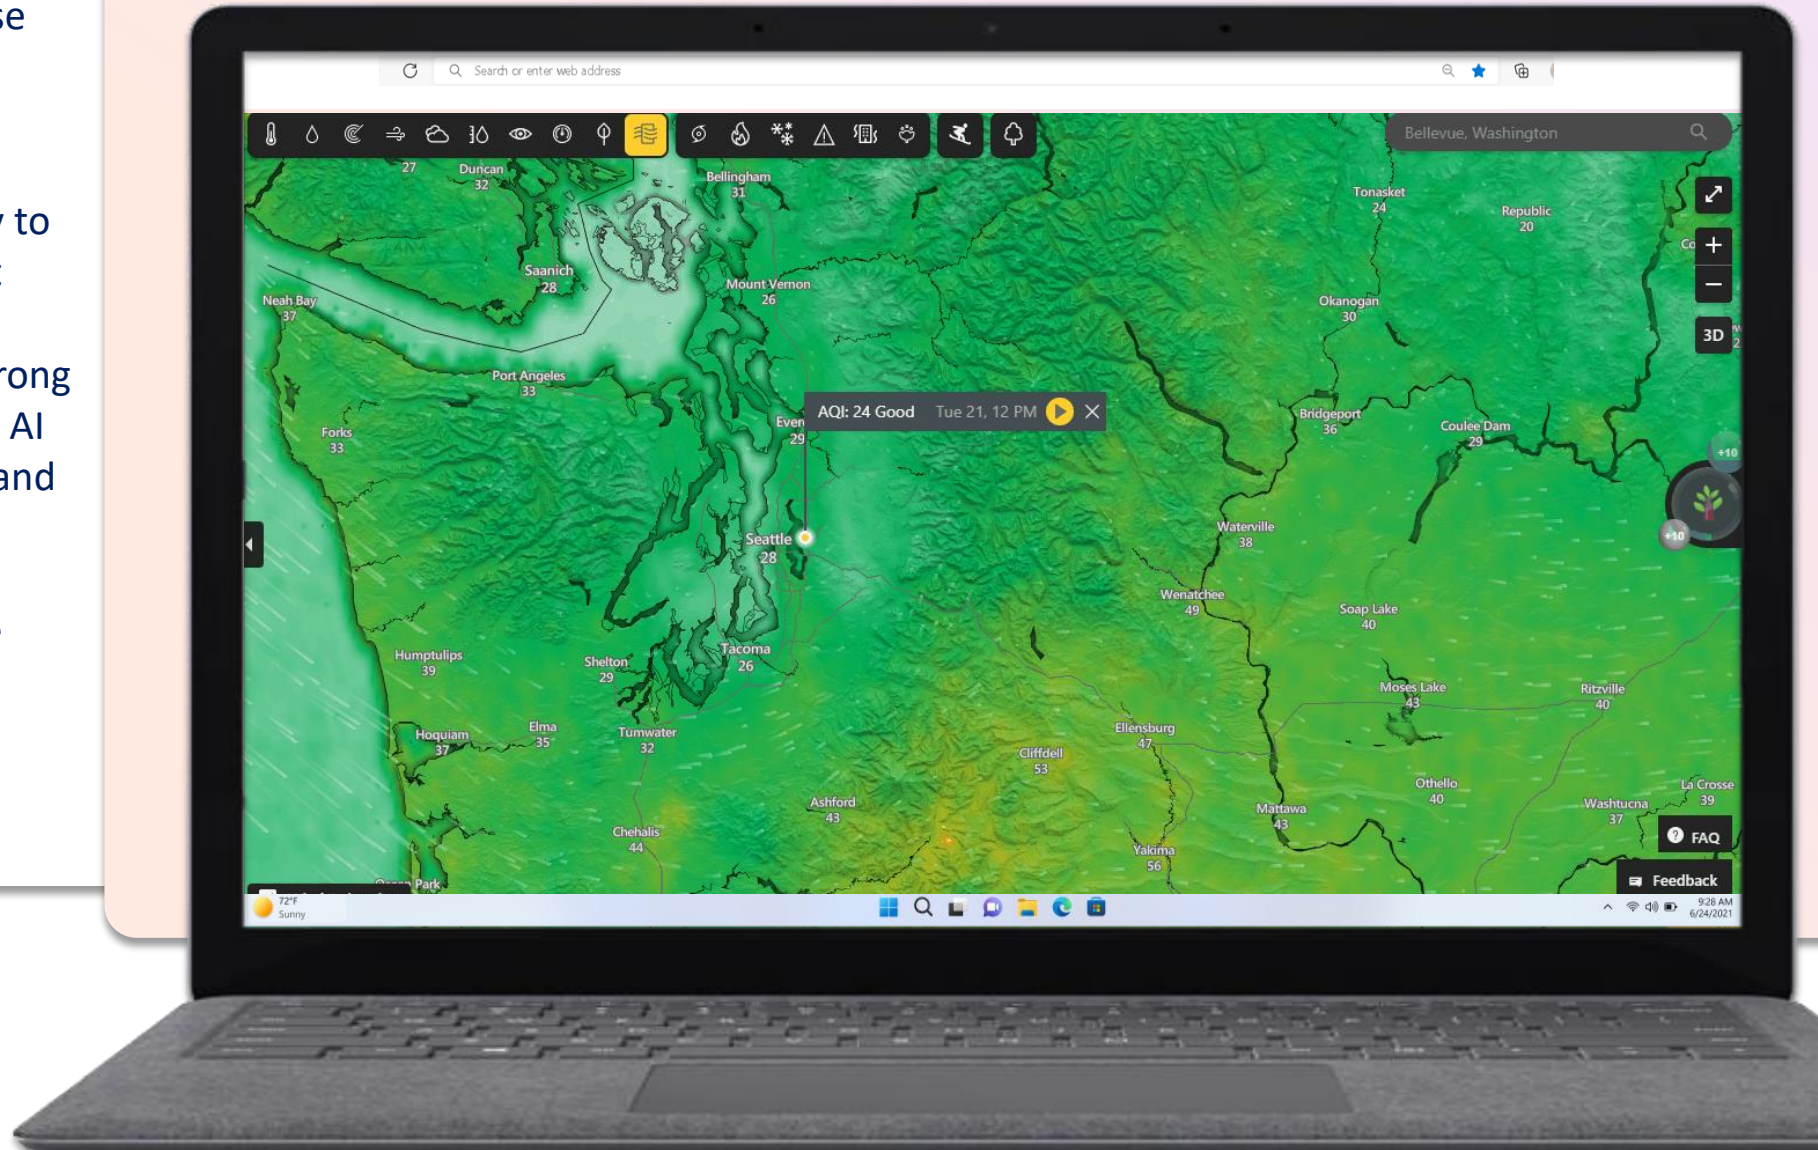 se
y to
rong
AI
and
Search or enter web address
Bellevue, Washington
27
Duncan
32
Bellingham
31
Tonasket
24
Republic
20
Co
Saanich
28
Mount Vernon
26
Neah Bay
37
Okanogan
30
3D
Port Angeles
33
AQI: 24 Good Tue 21, 12 PM
Ever
29
Bridgeport
36
Coulee Dam
29
Forks
33
+10
Waterville
38
+10
Seattle
28
Wenatchee
49
Soap Lake
40
Humptulips
39
Shelton
29
Tacoma
26
Moses Lake
43
Ritzville
40
Hoquiam
37
Elma
35
Tumwater
32
Ellensburg
47
Cliffdell
53
Othello
40
La Crosse
39
Ashford
43
Mattawa
43
Washtucna
37
Chehalis
44
FAQ
Yakima
56
Park
Feedback
72°F
Sunny
9:28 AM
6/24/2021